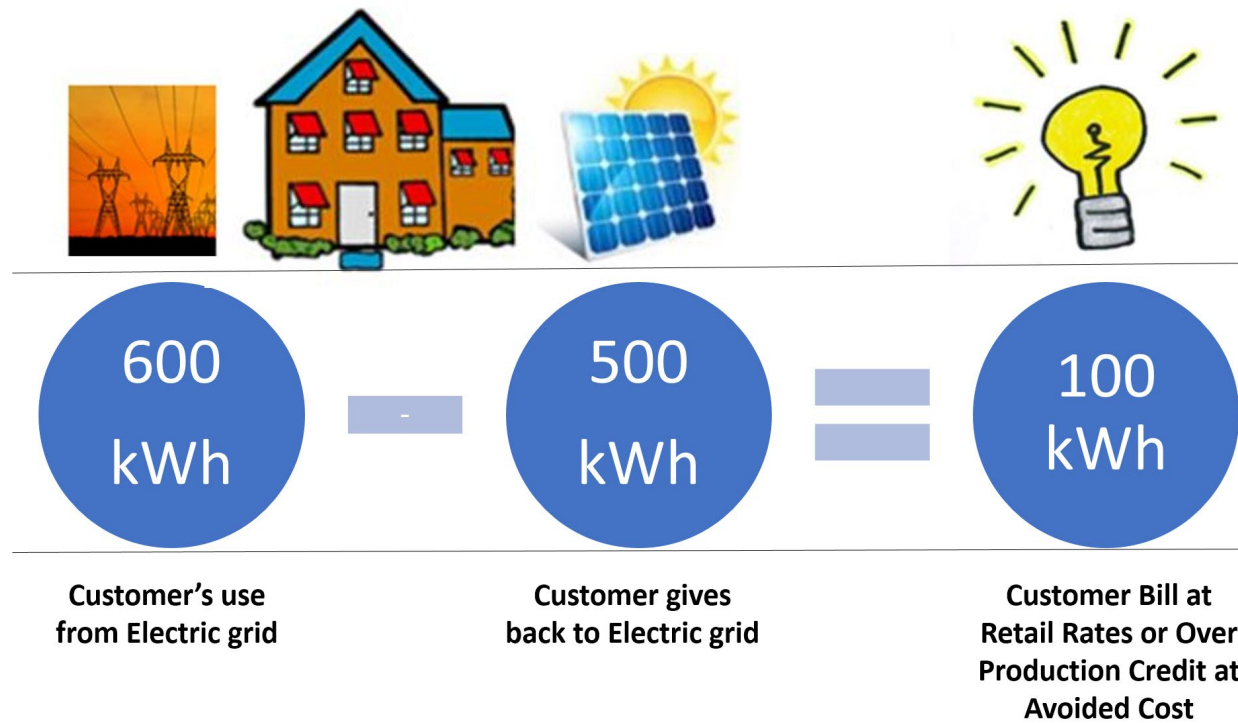 600
kWh
-
500
kWh
100
kWh
Customer's use
from Electric grid
Customer gives
back to Electric grid
Customer Bill at
Retail Rates or Over
Production Credit at
Avoided Cost